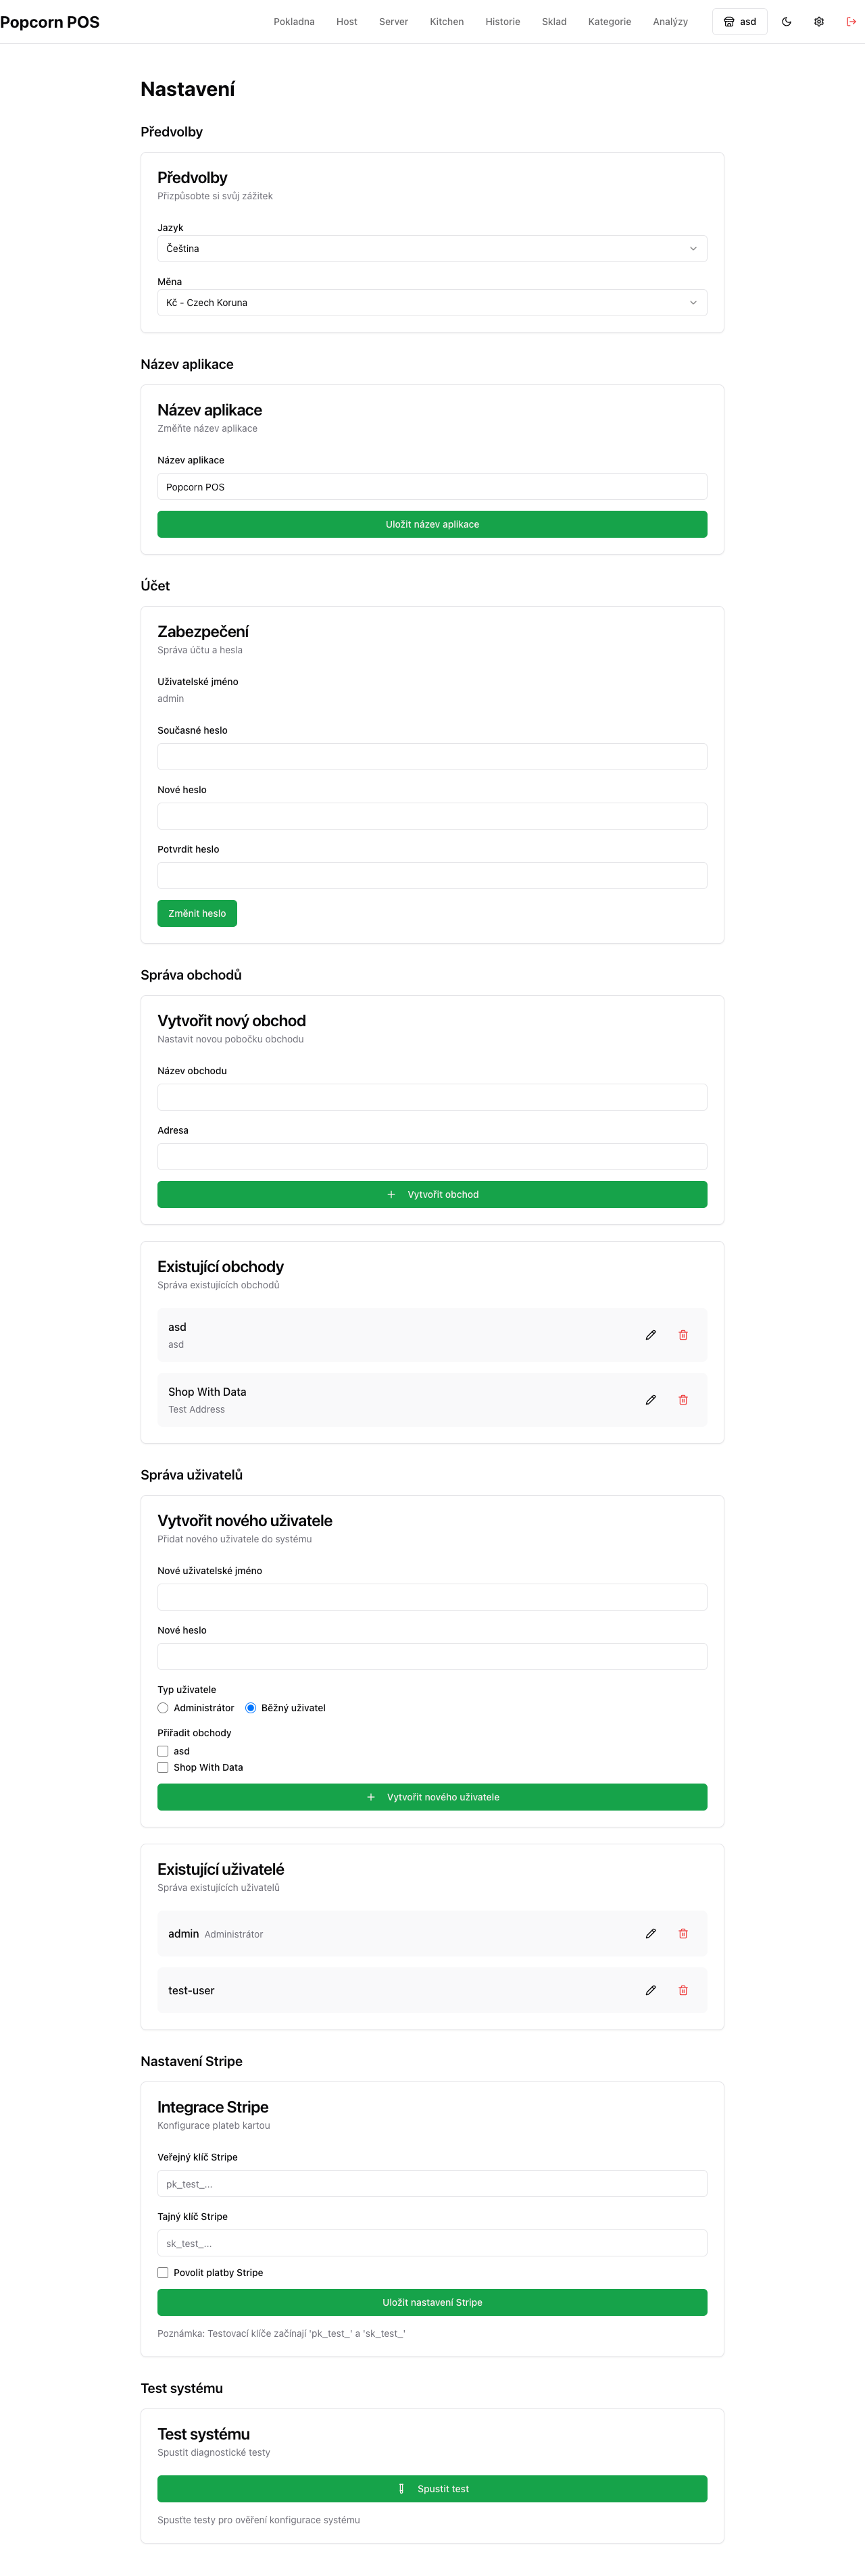 Popcorn POS
Pokladna Host Server Kitchen Historie Sklad Kategorie Analýzy asd
Nastavení
Předvolby
Předvolby
Přizpůsobte si svůj zážitek
Jazyk
Čeština
Měna
Kč - Czech Koruna
Název aplikace
Název aplikace
Změňte název aplikace
Název aplikace
Popcorn POS
Uložit název aplikace
Účet
Zabezpečení
Správa účtu a hesla
Uživatelské jméno
admin
Současné heslo
Nové heslo
Potvrdit heslo
Změnit heslo
Správa obchodů
Vytvořit nový obchod
Nastavit novou pobočku obchodu
Název obchodu
Adresa
Vytvořit obchod
Existující obchody
Správa existujících obchodů
asd
asd
Shop With Data
Test Address
Správa uživatelů
Vytvořit nového uživatele
Přidat nového uživatele do systému
Nové uživatelské jméno
Nové heslo
Typ uživatele
Administrátor Běžný uživatel
Přiřadit obchody
asd
Shop With Data
Vytvořit nového uživatele
Existující uživatelé
Správa existujících uživatelů
admin Administrátor
test-user
Nastavení Stripe
Integrace Stripe
Konfigurace plateb kartou
Veřejný klíč Stripe
pk_test_...
Tajný klíč Stripe
sk_test_...
Povolit platby Stripe
Uložit nastavení Stripe
Poznámka: Testovací klíče začínají 'pk_test_' a 'sk_test_'
Test systému
Test systému
Spustit diagnostické testy
Spustit test
Spusťte testy pro ověření konfigurace systému